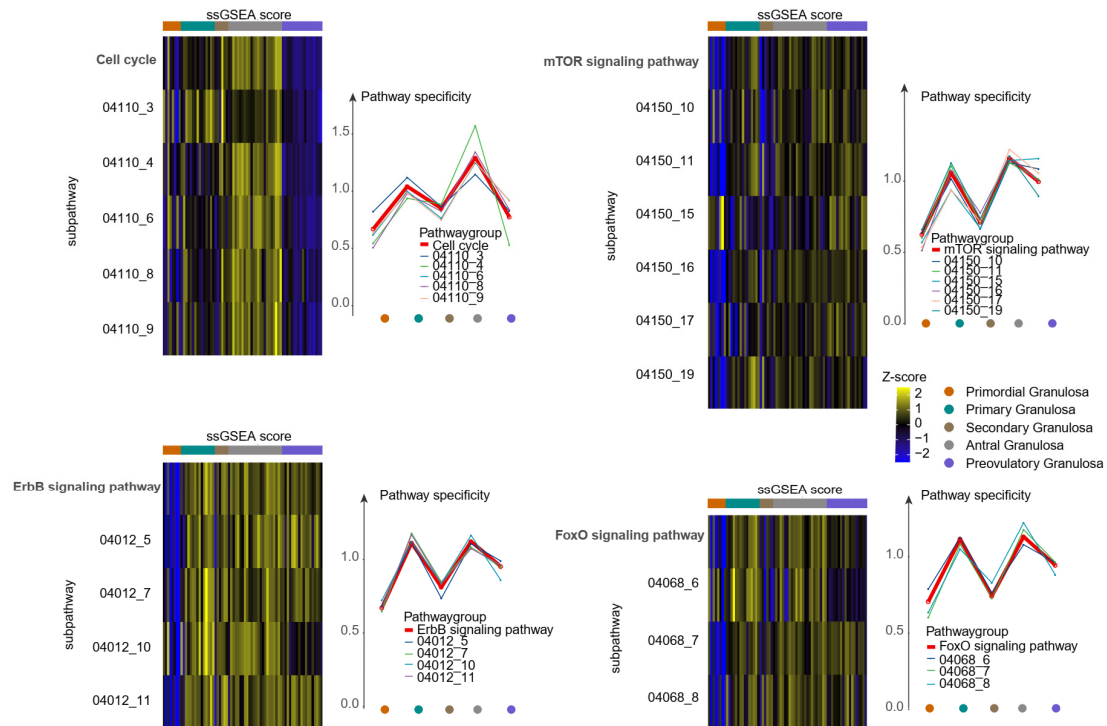 ssGSEA score
Cell cycle
04110_3
04110_4
04110_6
04110_8
04110_9
subpathway
Pathway specificity
1.5
1.0
0.5
0.0
Pathwaygroup
Cell cycle
04110_3
04110_4
04110_6
04110_8
04110_9
ssGSEA score
mTOR signaling pathway
04150_10
04150_11
04150_15
04150_16
04150_17
04150_19
subpathway
Pathway specificity
1.0
0.5
0.0
Pathwaygroup
mTOR signaling pathway
04150_10
04150_11
04150_15
04150_16
04150_17
04150_19
Z-score
2
1
0
−1
−2
Primordial Granulosa
Primary Granulosa
Secondary Granulosa
Antral Granulosa
Preovulatory Granulosa
ssGSEA score
ErbB signaling pathway
04012_5
04012_7
04012_10
04012_11
subpathway
Pathway specificity
1.0
0.5
0.0
Pathwaygroup
ErbB signaling pathway
04012_5
04012_7
04012_10
04012_11
ssGSEA score
FoxO signaling pathway
04068_6
04068_7
04068_8
subpathway
Pathway specificity
1.0
0.5
0.0
Pathwaygroup
FoxO signaling pathway
04068_6
04068_7
04068_8